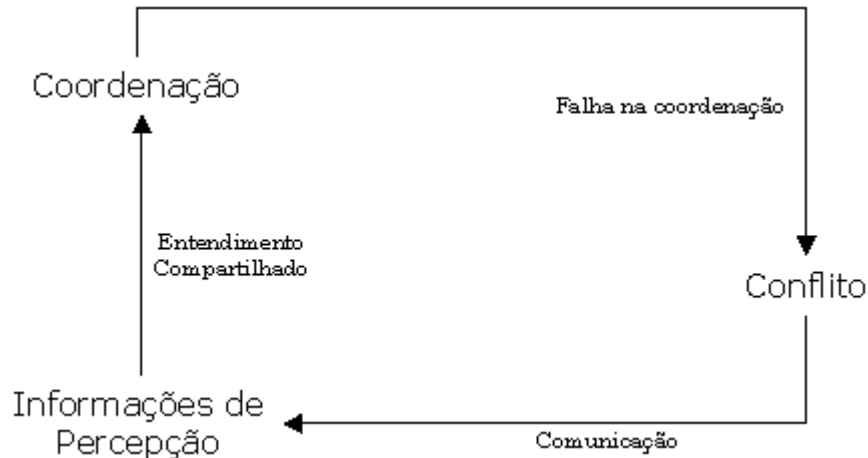 Coordenação
Falha na coordenação
Entendimento
Compartilhado
Conflito
Informações de
Percepção
Comunicação